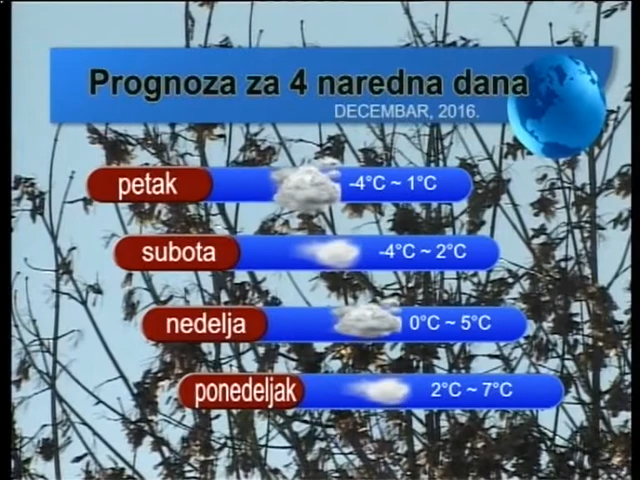 Prognoza za 4 naredna dana
DECEMBAR, 2016.
petak -4°C ~ 1°C
subota -4°C ~ 2°C
nedelja 0°C ~ 5°C
ponedeljak 2°C ~ 7°C